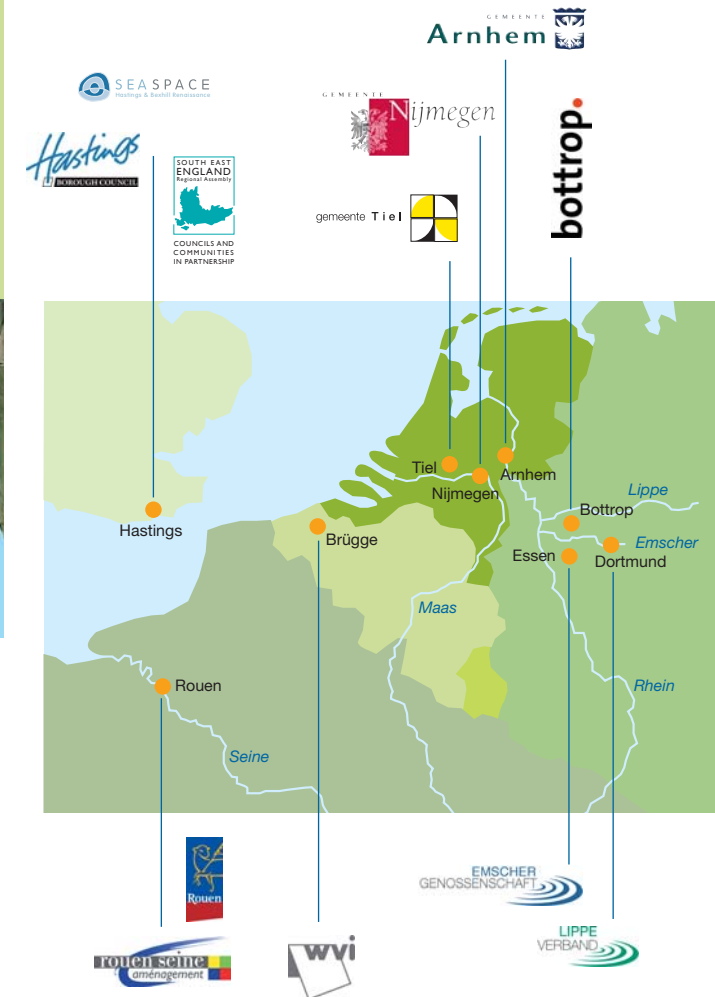 GEMEENTE
Arnhem
SEASPACE
Hastings & Bexhill Renaissance
GEMEENTE
Nijmegen
bottrop.
Hastings
BOROUGH COUNCIL
SOUTH EAST
ENGLAND
Regional Assembly
COUNCILS AND
COMMUNITIES
IN PARTNERSHIP
gemeente Tiel
Tiel
Arnhem
Nijmegen
Lippe
Bottrop
Hastings
Brügge
Emscher
Essen
Dortmund
Maas
Rouen
Rhein
Seine
Rouen
EMSCHER
GENOSSENSCHAFT
rouen seine
aménagement
wvi
LIPPE
VERBAND